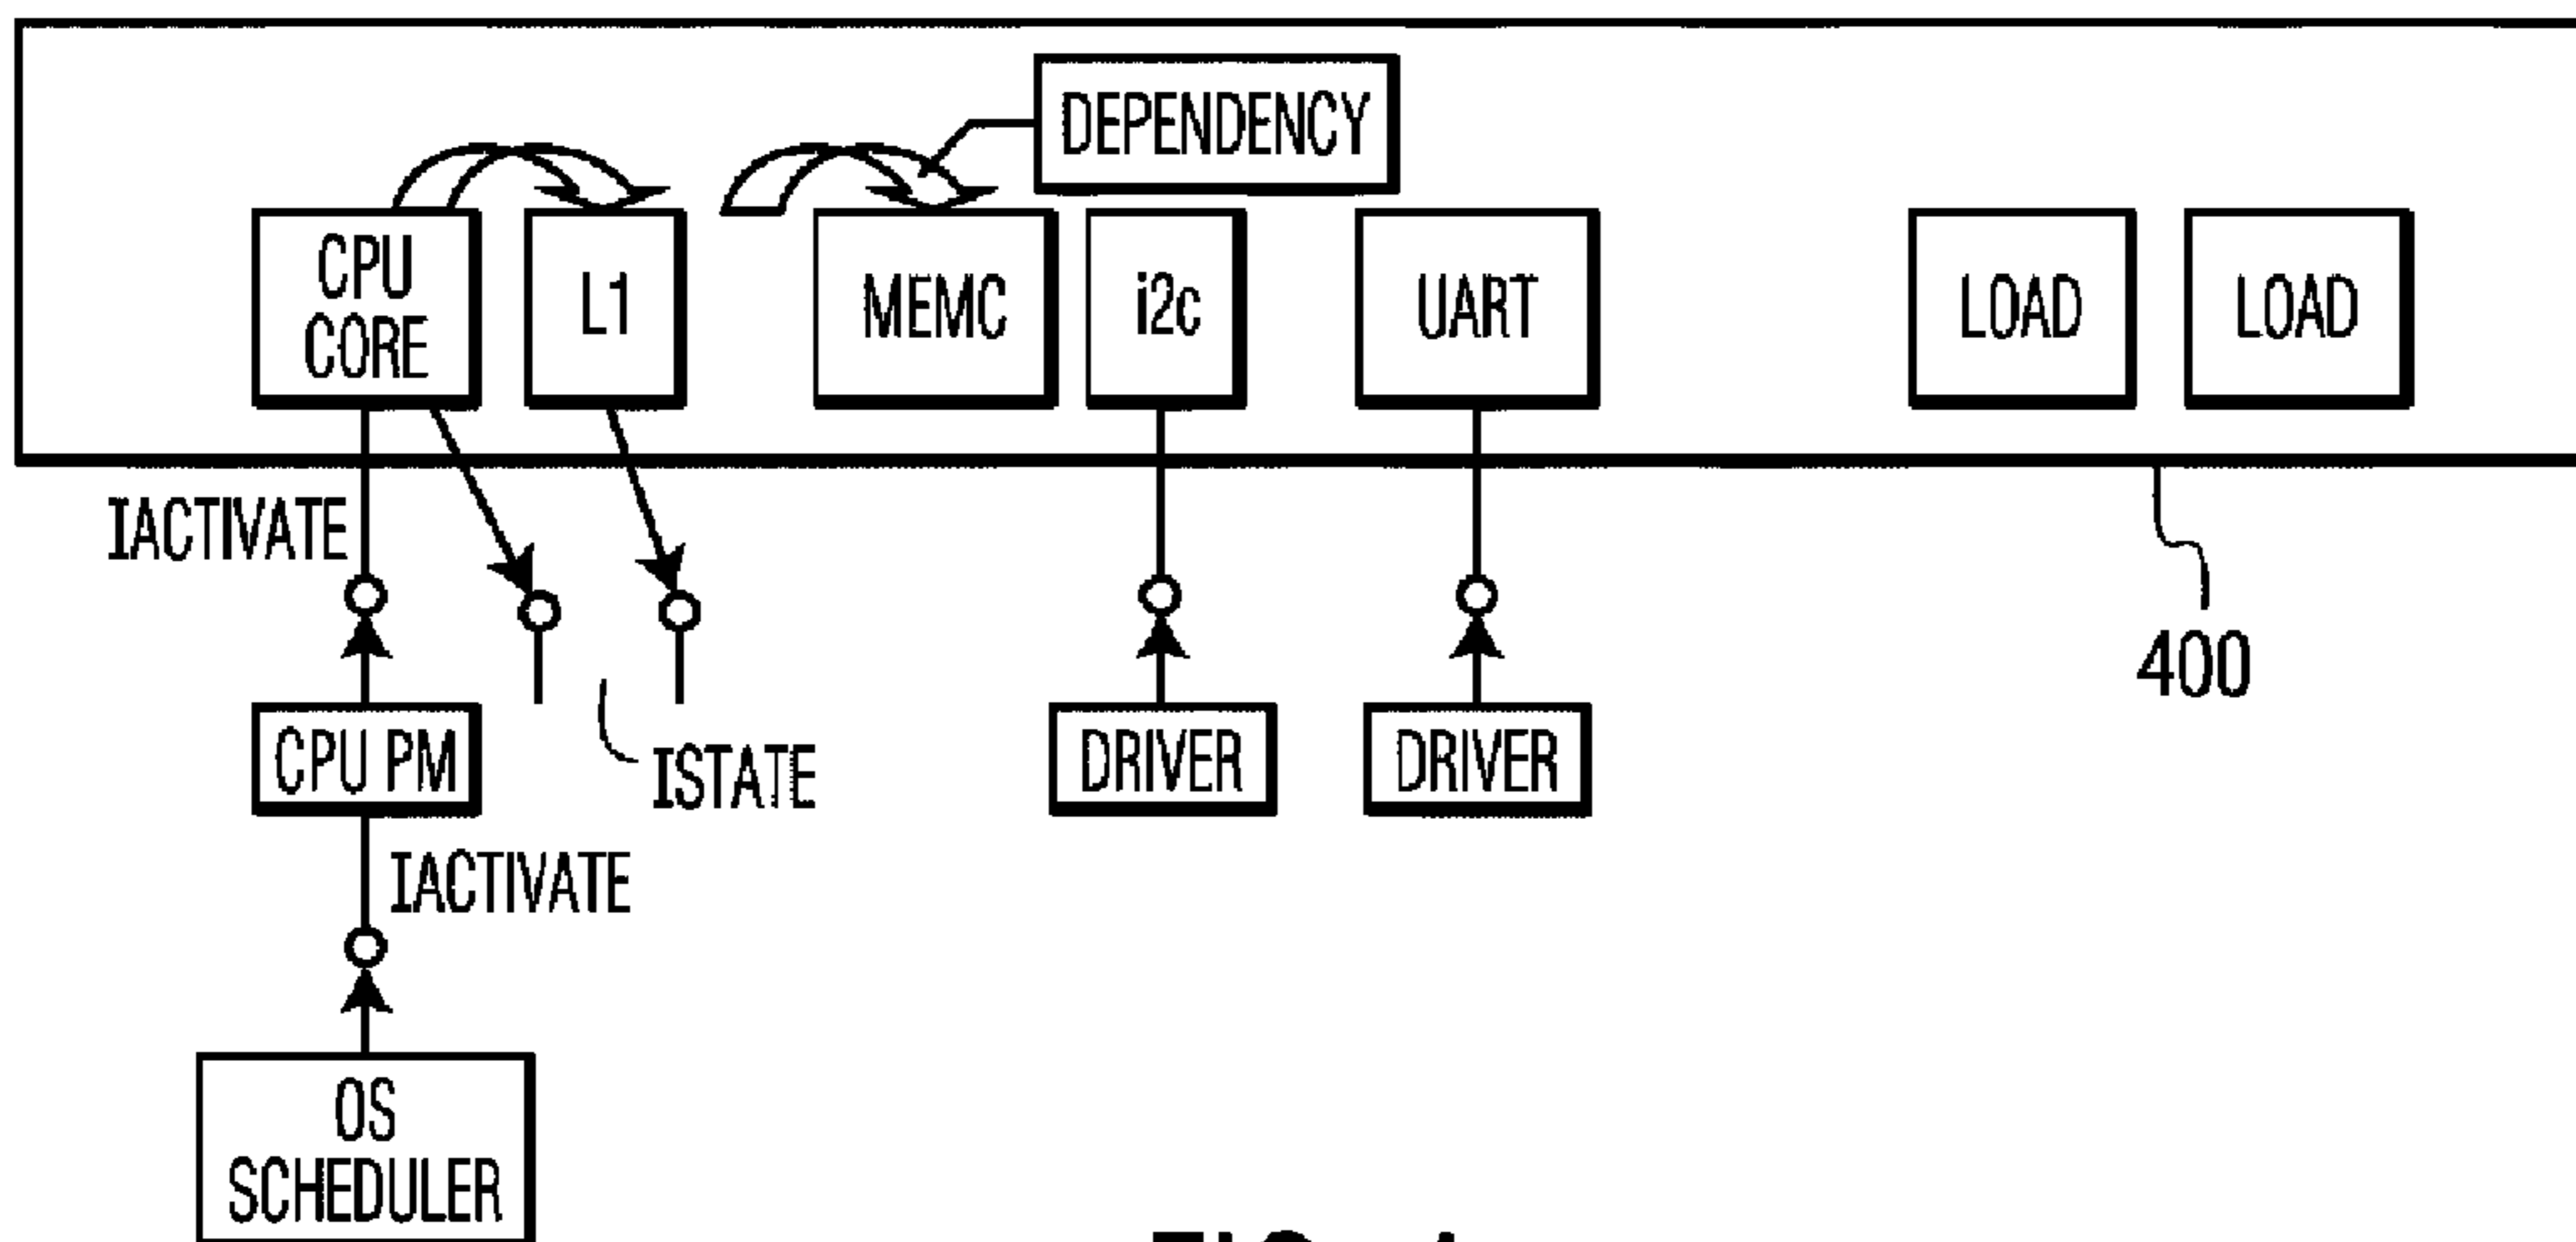 DEPENDENCY
CPU
CORE
L1
MEMC
i2c
UART
LOAD
LOAD
IACTIVATE
400
CPU PM
ISTATE
DRIVER
DRIVER
IACTIVATE
OS
SCHEDULER